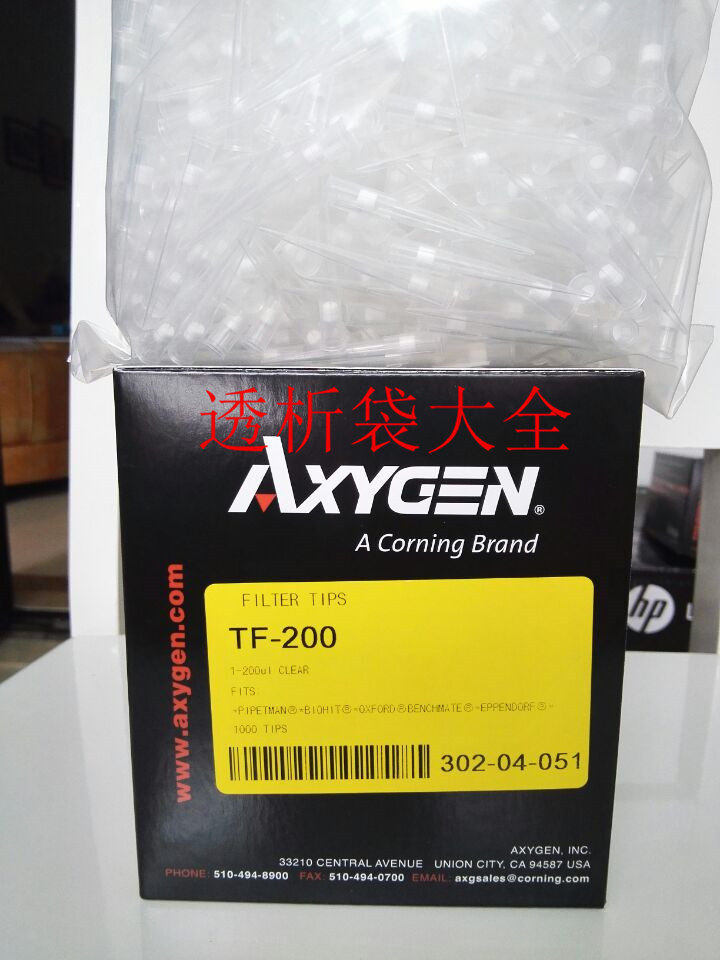 透析袋大全
AXYGEN®
A Corning Brand
www.axygen.com
FILTER TIPS
TF-200
1-200ul CLEAR
FITS:
*PIPETMAN®*BIOHIT®*OXFORD®BENCHMATE®*EPPENDORF®*
1000 TIPS
302-04-051
hp
AXYGEN, INC.
33210 CENTRAL AVENUE UNION CITY, CA 94587 USA
PHONE: 510-494-8900 FAX: 510-494-0700 EMAIL: axgsales@corning.com